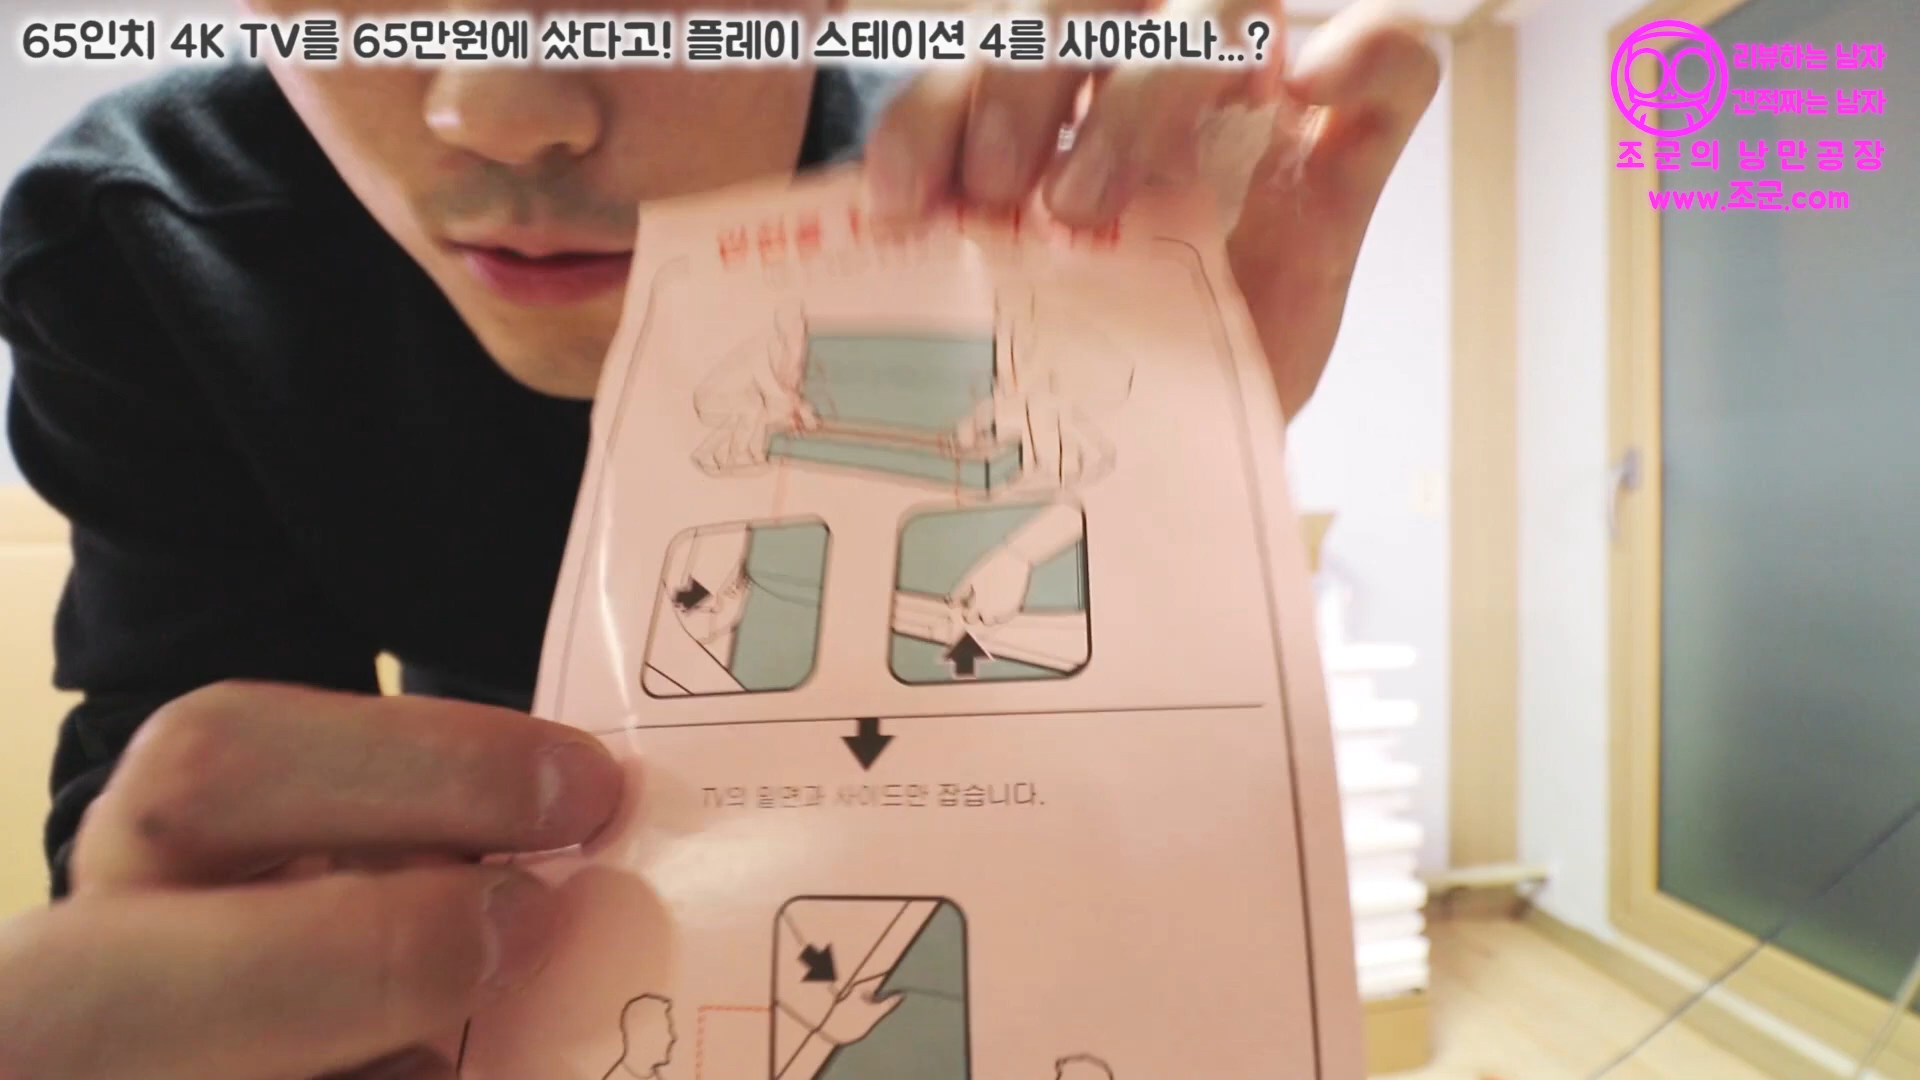 65인치 4K TV를 65만원에 샀다고! 플레이 스테이션 4를 사야하나...?
리뷰하는 남자
견적짜는 남자
조군의 낭만공장
www.조군.com
TV의 밑면과 사이드만 잡습니다.